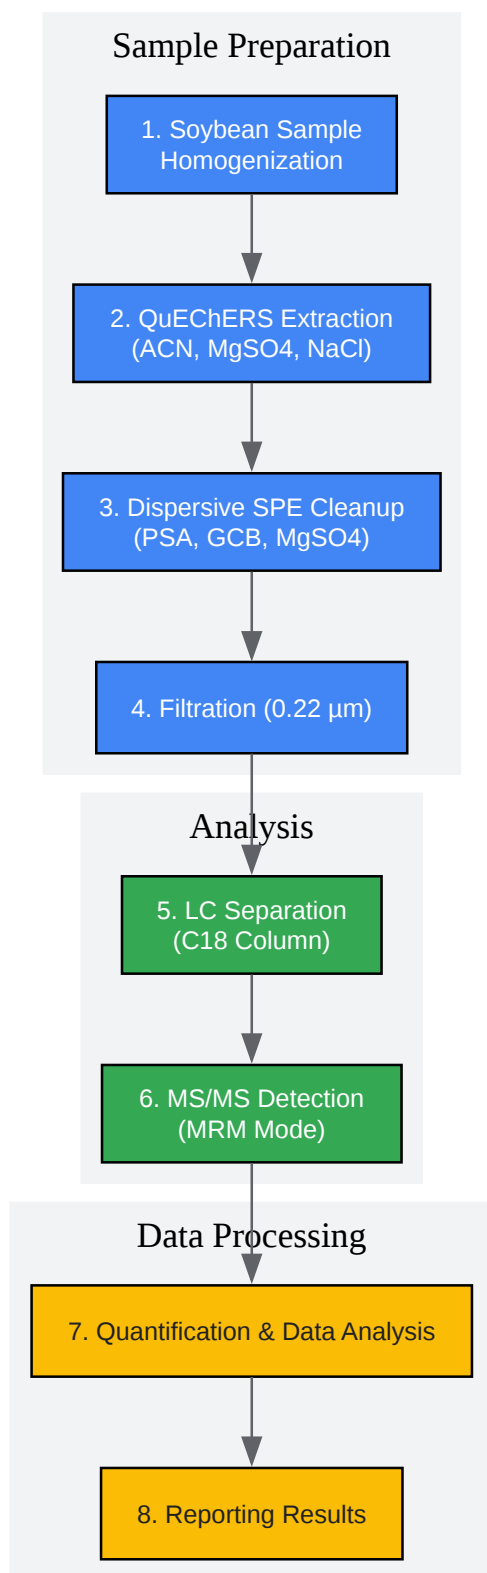 Sample Preparation
1. Soybean Sample
Homogenization
2. QuEChERS Extraction
(ACN, MgSO4, NaCl)
3. Dispersive SPE Cleanup
(PSA, GCB, MgSO4)
4. Filtration (0.22 µm)
Analysis
5. LC Separation
(C18 Column)
6. MS/MS Detection
(MRM Mode)
Data Processing
7. Quantification & Data Analysis
8. Reporting Results